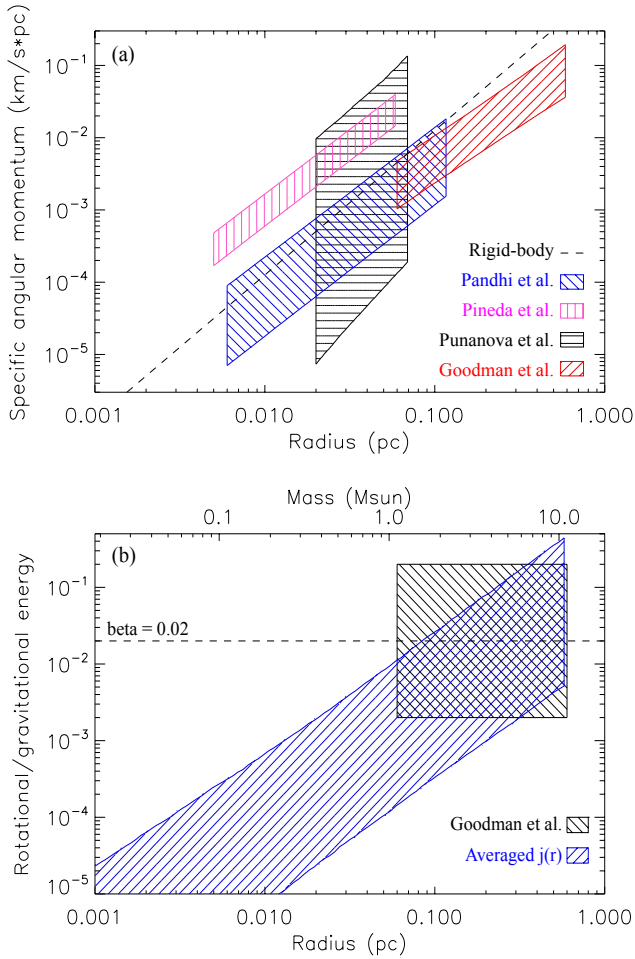 (a)
Specific angular momentum (km/s*pc)
10⁻¹
10⁻²
10⁻³
10⁻⁴
10⁻⁵
Rigid-body
Pandhi et al.
Pineda et al.
Punanova et al.
Goodman et al.
0.001 0.010 0.100 1.000
Radius (pc)
Mass (Msun)
0.1 1.0 10.0
(b)
Rotational/gravitational energy
10⁻¹
beta = 0.02
10⁻²
10⁻³
10⁻⁴
10⁻⁵
Goodman et al.
Averaged j(r)
0.001 0.010 0.100 1.000
Radius (pc)